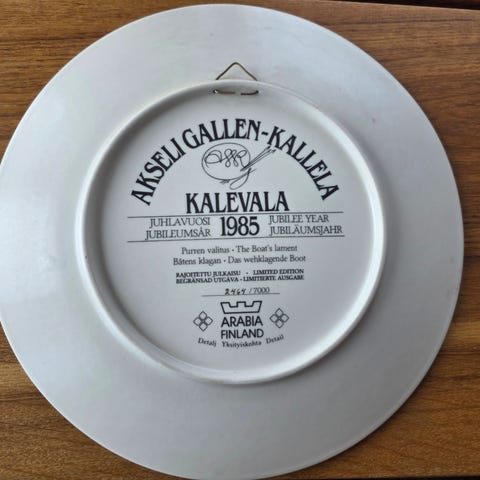 AKSELI GALLEN-KALLELA
KALEVALA
JUHLAVUOSI 1985 JUBILEE YEAR
JUBILEUMSÅR JUBILÄUMSJAHR
Purren valitus · The Boat's lament
Båtens klagan · Das wehklagende Boot
RAJOITETTU JULKAISU · LIMITED EDITION
BEGRÄNSAD UTGÅVA · LIMITIERTE AUSGABE
2464/7000
ARABIA
FINLAND
Detalj Yksityiskohta Detail